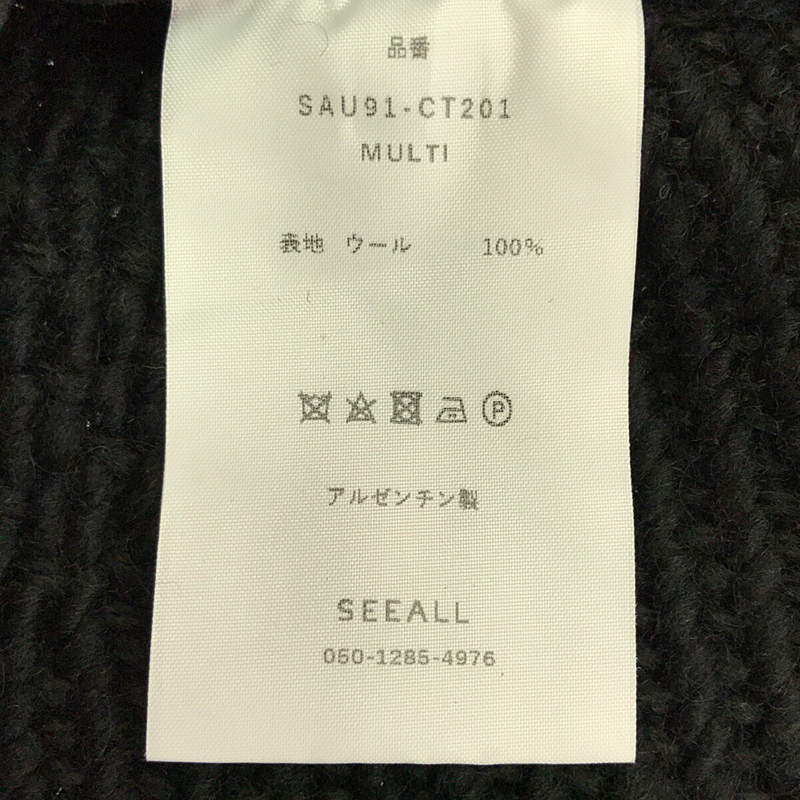 品番
SAU91-CT201
MULTI
表地 ウール 100%
P
アルゼンチン製
SEEALL
050-1285-4976